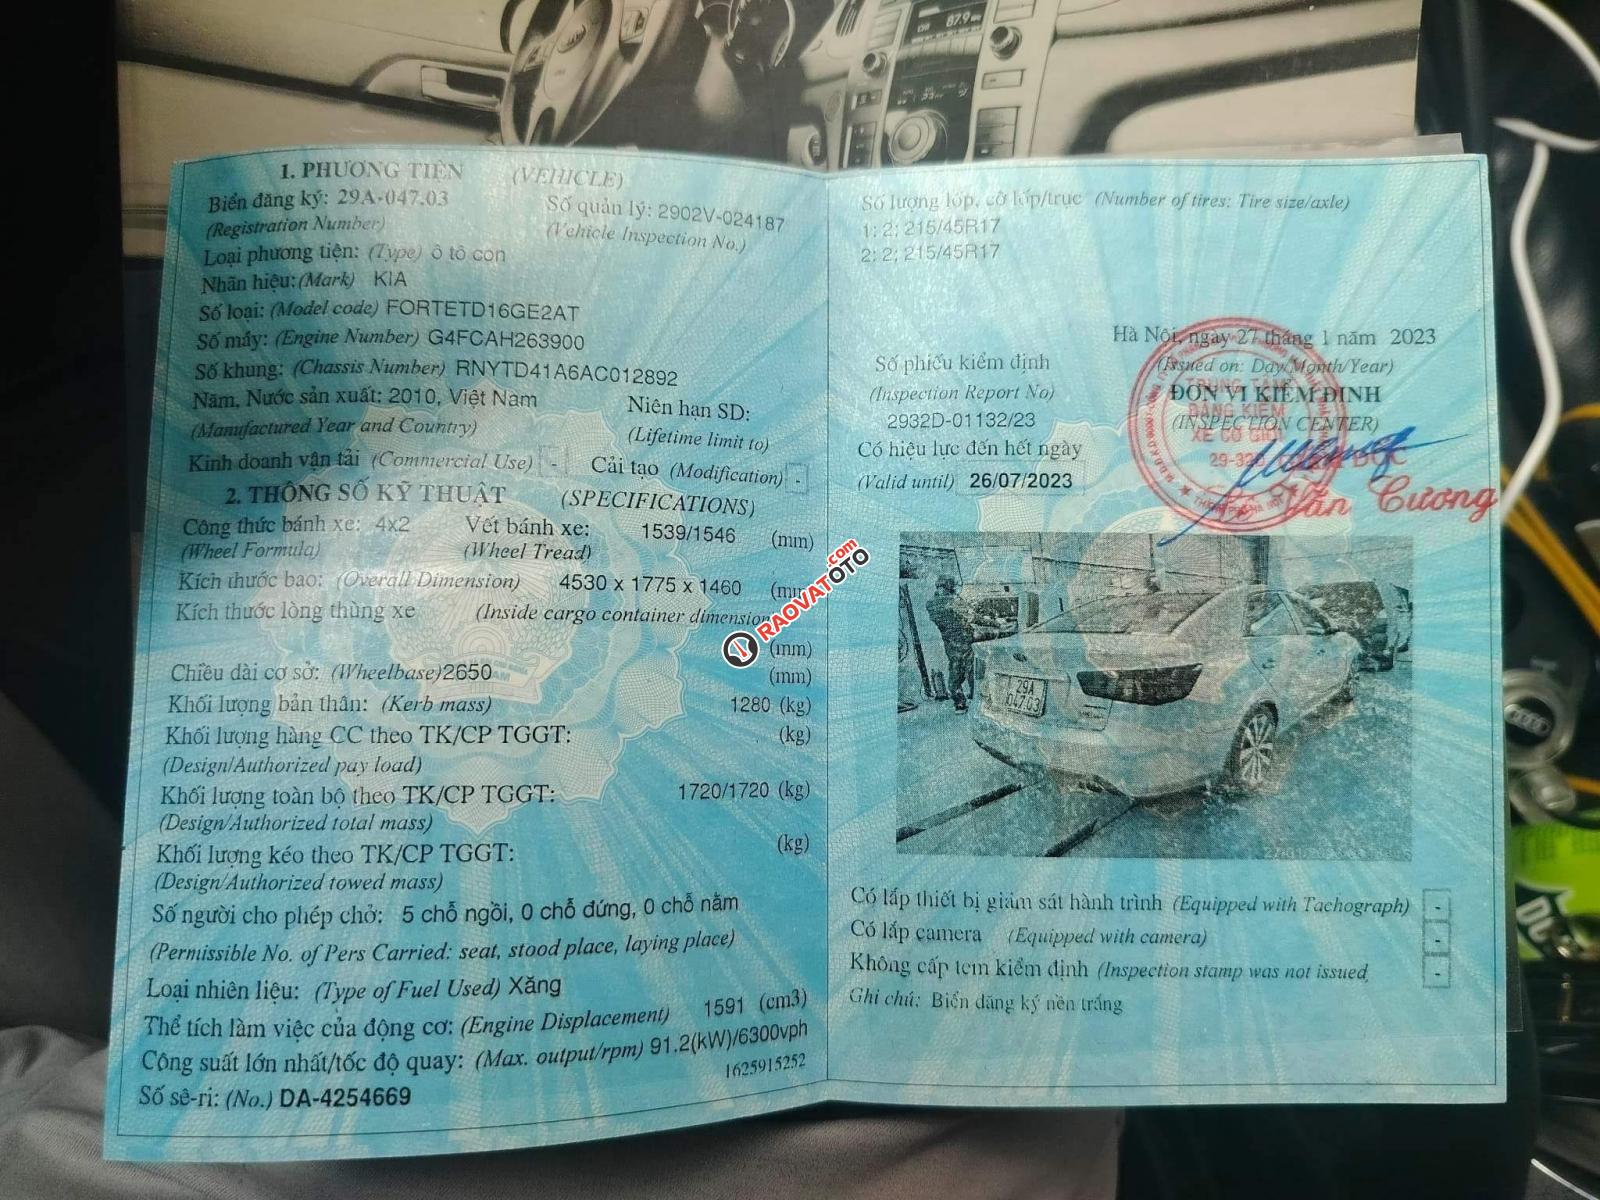 87.9
1. PHƯƠNG TIỆN (VEHICLE)
Biển đăng ký: 29A-047.03 Số quản lý: 2902V-024187
(Registration Number) (Vehicle Inspection No.)
Loại phương tiện: (Type) ô tô con
Nhãn hiệu: (Mark) KIA
Số loại: (Model code) FORTETD16GE2AT
Số máy: (Engine Number) G4FCAH263900
Số khung: (Chassis Number) RNYTD41A6AC012892
Năm, Nước sản xuất: 2010, Việt Nam Niên hạn SD:
(Manufactured Year and Country) (Lifetime limit to)
Kinh doanh vận tải (Commercial Use) - Cải tạo (Modification) -
2. THÔNG SỐ KỸ THUẬT (SPECIFICATIONS)
Công thức bánh xe: 4x2 Vết bánh xe: 1539/1546 (mm)
(Wheel Formula) (Wheel Tread)
Kích thước bao: (Overall Dimension) 4530 x 1775 x 1460 (mm)
Kích thước lòng thùng xe (Inside cargo container dimension
(mm)
Chiều dài cơ sở: (Wheelbase) 2650 (mm)
Khối lượng bản thân: (Kerb mass) 1280 (kg)
Khối lượng hàng CC theo TK/CP TGGT: (kg)
(Design/Authorized pay load)
Khối lượng toàn bộ theo TK/CP TGGT: 1720/1720 (kg)
(Design/Authorized total mass)
Khối lượng kéo theo TK/CP TGGT: (kg)
(Design/Authorized towed mass)
Số người cho phép chở: 5 chỗ ngồi, 0 chỗ đứng, 0 chỗ nằm
(Permissible No. of Pers Carried: seat, stood place, laying place)
Loại nhiên liệu: (Type of Fuel Used) Xăng
Thể tích làm việc của động cơ: (Engine Displacement) 1591 (cm3)
Công suất lớn nhất/tốc độ quay: (Max. output/rpm) 91.2(kW)/6300vph
1625915252
Số sê-ri: (No.) DA-4254669
Số lượng lốp, cỡ lốp/trục (Number of tires; Tire size/axle)
1: 2; 215/45R17
2: 2; 215/45R17
Hà Nội, ngày 27 tháng 1 năm 2023
(Issued on: Day/Month/Year)
Số phiếu kiểm định
(Inspection Report No)
2932D-01132/23
ĐƠN VỊ KIỂM ĐỊNH
(INSPECTION CENTER)
TRUNG TÂM
ĐĂNG KIỂM
XE CƠ GIỚI
Có hiệu lực đến hết ngày
(Valid until) 26/07/2023
Văn Cương
29A
047.03
RAOVATOTO.com
Có lắp thiết bị giám sát hành trình (Equipped with Tachograph) -
Có lắp camera (Equipped with camera) -
Không cấp tem kiểm định (Inspection stamp was not issued) -
Ghi chú: Biển đăng ký nền trắng